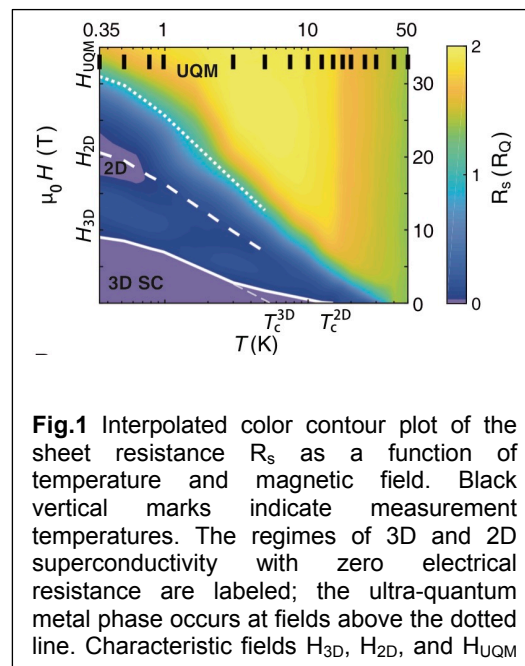 0.35 1 10 50
UQM
2
H_UQM
30
H_2D
2D
20
μ₀ H (T)
R_s (R_Q)
1
10
H_3D
3D SC
0
0
T_c^3D T_c^2D
T (K)
Fig.1 Interpolated color contour plot of the
sheet resistance R_s as a function of
temperature and magnetic field. Black
vertical marks indicate measurement
temperatures. The regimes of 3D and 2D
superconductivity with zero electrical
resistance are labeled; the ultra-quantum
metal phase occurs at fields above the dotted
line. Characteristic fields H_3D, H_2D, and H_UQM